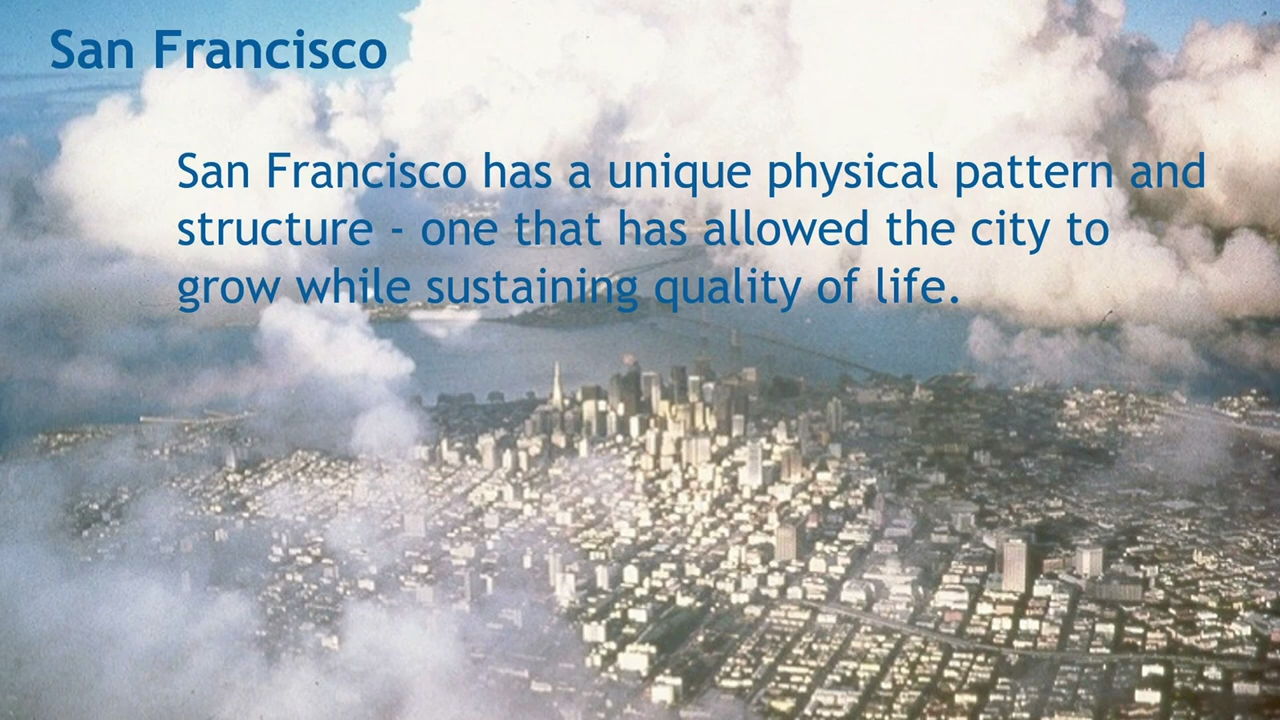 San Francisco
San Francisco has a unique physical pattern and
structure - one that has allowed the city to
grow while sustaining quality of life.